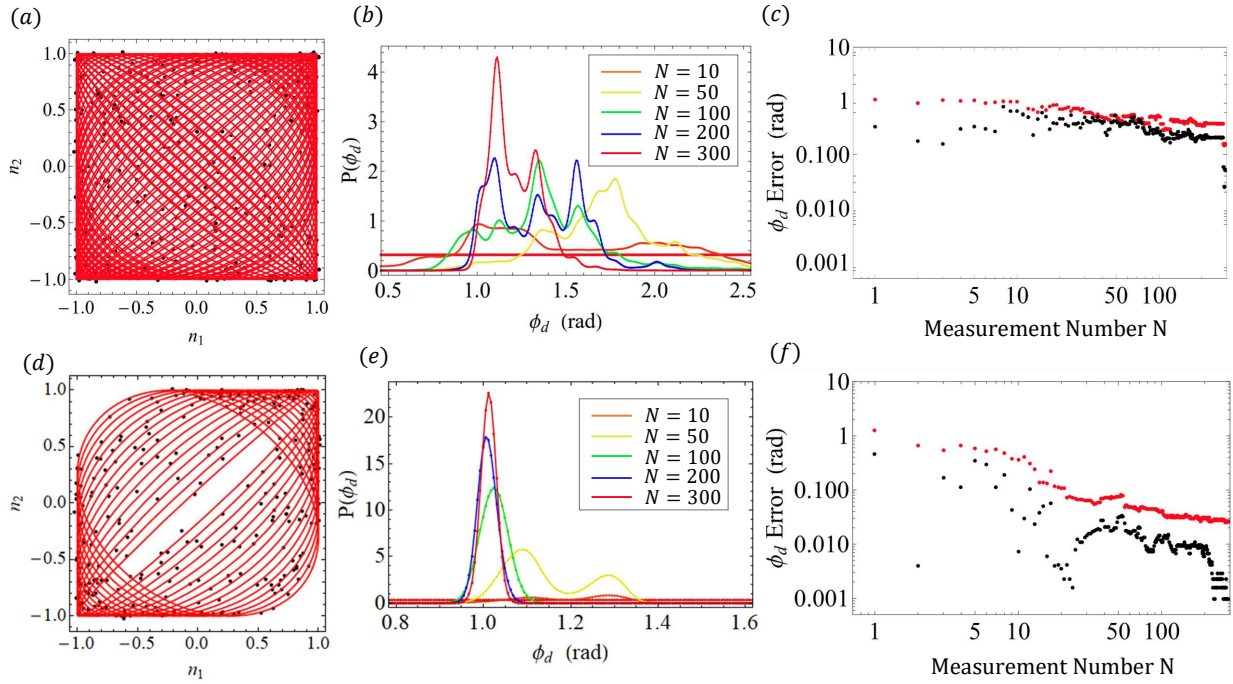 (a)
1.0
0.5
0.0
−0.5
−1.0
n₂
−1.0 −0.5 0.0 0.5 1.0
n₁
(b)
4
3
2
1
0
P(ϕ_d)
0.5 1.0 1.5 2.0 2.5
ϕ_d (rad)
N = 10
N = 50
N = 100
N = 200
N = 300
(c)
10
1
0.100
0.010
0.001
ϕ_d Error (rad)
1 5 10 50 100
Measurement Number N
(d)
1.0
0.5
0.0
−0.5
−1.0
n₂
−1.0 −0.5 0.0 0.5 1.0
n₁
(e)
20
15
10
5
0
P(ϕ_d)
0.8 1.0 1.2 1.4 1.6
ϕ_d (rad)
N = 10
N = 50
N = 100
N = 200
N = 300
(f)
10
1
0.100
0.010
0.001
ϕ_d Error (rad)
1 5 10 50 100
Measurement Number N